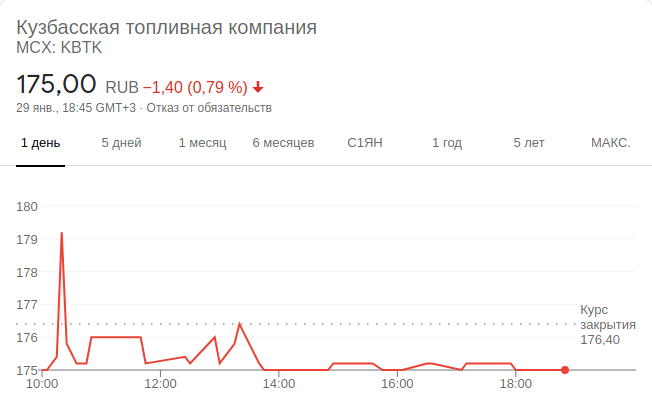 Кузбасская топливная компания
MCX: KBTK
175,00 RUB −1,40 (0,79 %)
29 янв., 18:45 GMT+3 · Отказ от обязательств
1 день 5 дней 1 месяц 6 месяцев С1ЯН 1 год 5 лет МАКС.
180
179
178
177
176
175
Курс
закрытия
176,40
10:00 12:00 14:00 16:00 18:00